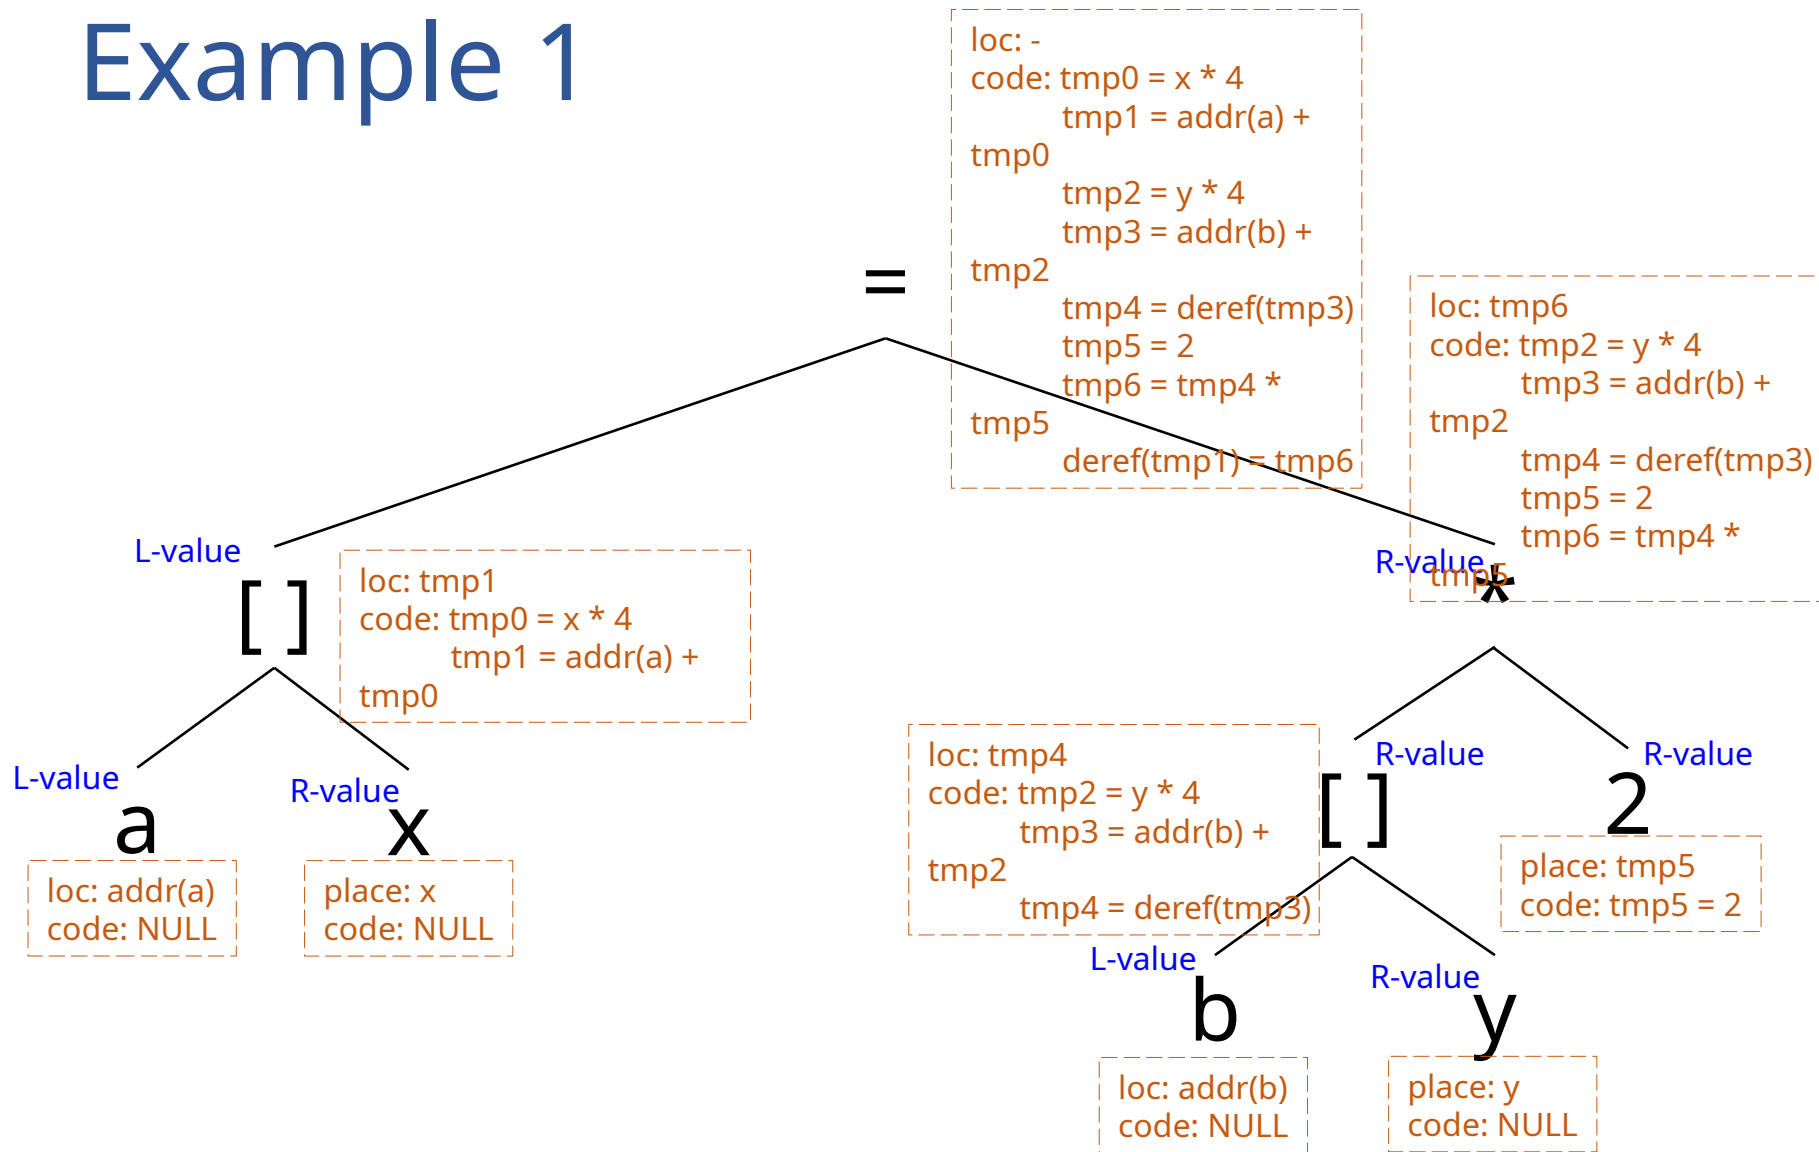 Example 1
loc: -
code: tmp0 = x * 4
tmp1 = addr(a) +
tmp0
tmp2 = y * 4
tmp3 = addr(b) +
tmp2
tmp4 = deref(tmp3)
tmp5 = 2
tmp6 = tmp4 *
tmp5
deref(tmp1) = tmp6
=
loc: tmp6
code: tmp2 = y * 4
tmp3 = addr(b) +
tmp2
tmp4 = deref(tmp3)
tmp5 = 2
tmp6 = tmp4 *
tmp5
L-value
[ ]
loc: tmp1
code: tmp0 = x * 4
tmp1 = addr(a) +
tmp0
R-value
*
L-value
a
loc: addr(a)
code: NULL
R-value
x
place: x
code: NULL
loc: tmp4
code: tmp2 = y * 4
tmp3 = addr(b) +
tmp2
tmp4 = deref(tmp3)
R-value
[ ]
R-value
2
place: tmp5
code: tmp5 = 2
L-value
b
loc: addr(b)
code: NULL
R-value
y
place: y
code: NULL